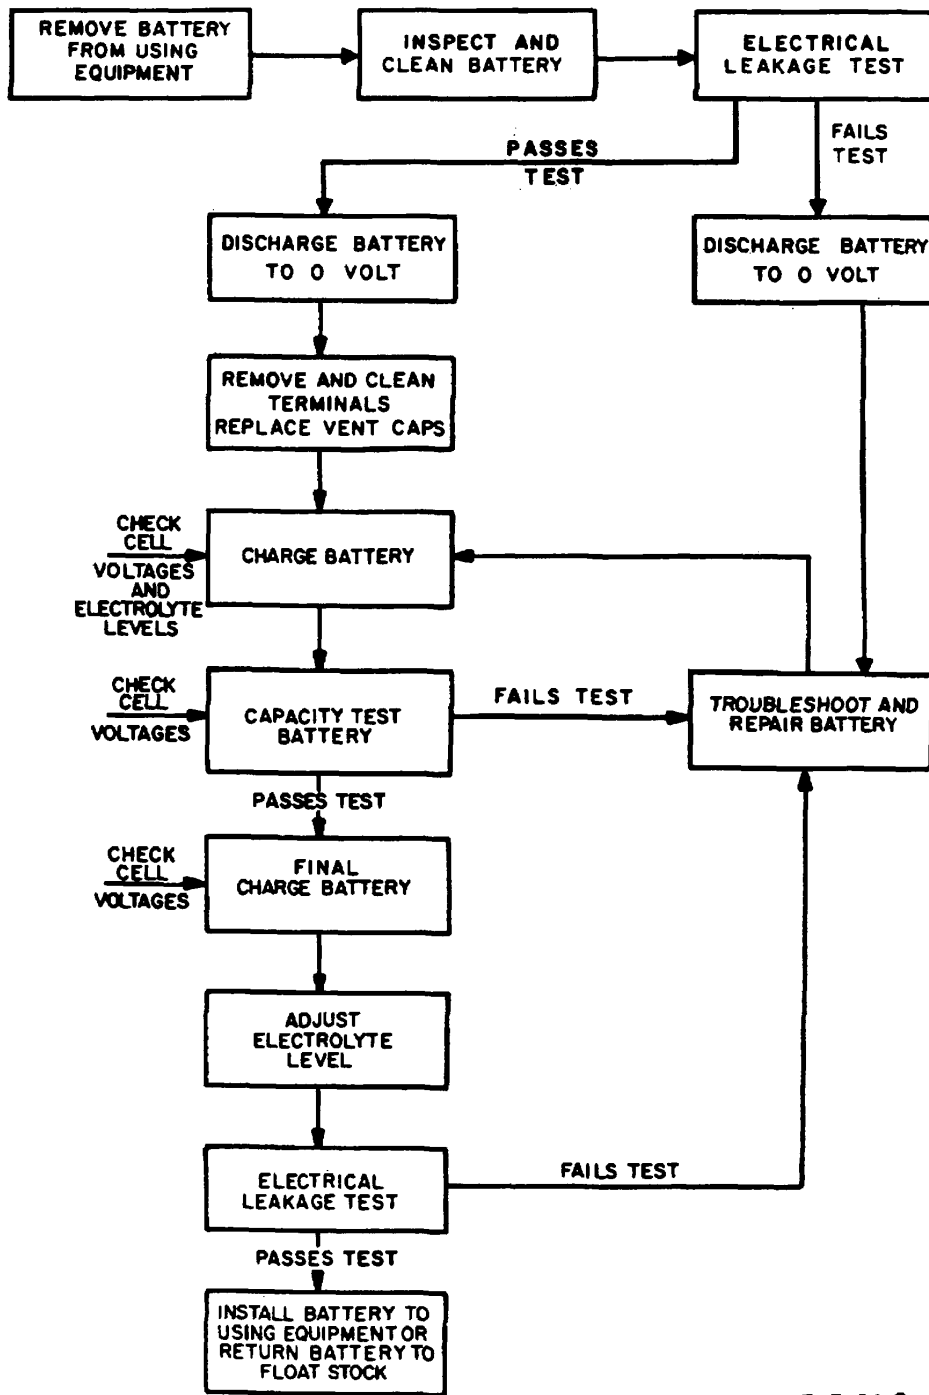 REMOVE BATTERY
FROM USING
EQUIPMENT
INSPECT AND
CLEAN BATTERY
ELECTRICAL
LEAKAGE TEST
PASSES
TEST
FAILS
TEST
DISCHARGE BATTERY
TO O VOLT
DISCHARGE BATTERY
TO O VOLT
REMOVE AND CLEAN
TERMINALS
REPLACE VENT CAPS
CHECK
CELL
VOLTAGES
AND
ELECTROLYTE
LEVELS
CHARGE BATTERY
CHECK
CELL
VOLTAGES
CAPACITY TEST
BATTERY
FAILS TEST
TROUBLESHOOT AND
REPAIR BATTERY
PASSES TEST
CHECK
CELL
VOLTAGES
FINAL
CHARGE BATTERY
ADJUST
ELECTROLYTE
LEVEL
ELECTRICAL
LEAKAGE TEST
FAILS TEST
PASSES TEST
INSTALL BATTERY TO
USING EQUIPMENT OR
RETURN BATTERY TO
FLOAT STOCK